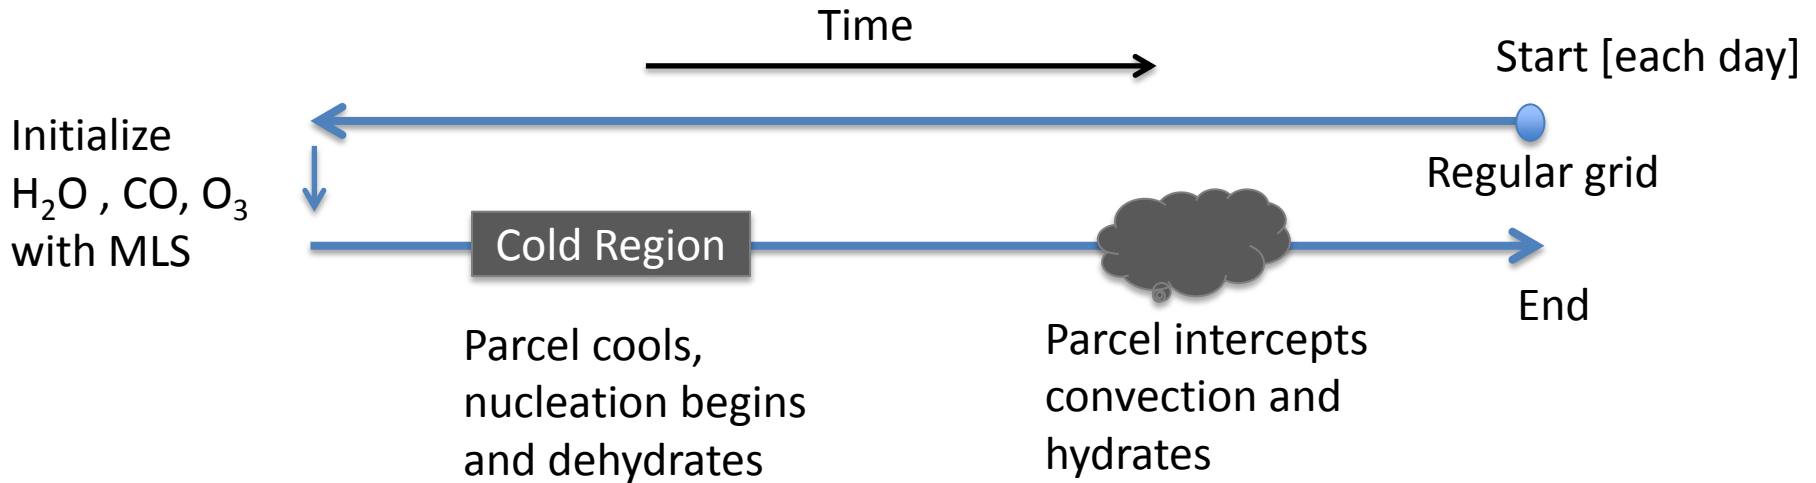 Time
Start [each day]
Initialize
H₂O , CO, O₃
with MLS
Regular grid
Cold Region
End
Parcel cools,
nucleation begins
and dehydrates
Parcel intercepts
convection and
hydrates